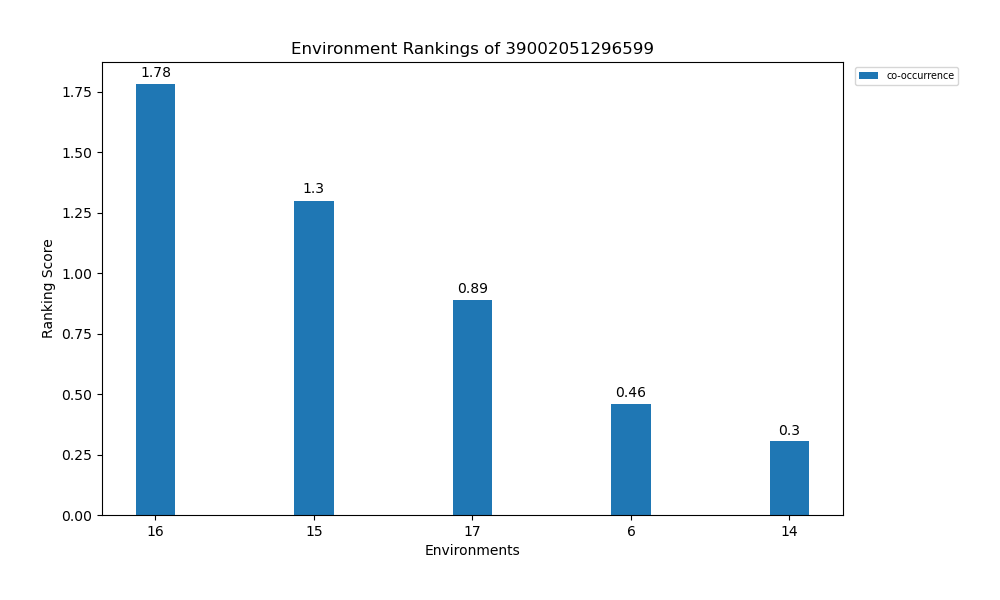 Environment Rankings of 39002051296599
co-occurrence
Ranking Score
1.75
1.50
1.25
1.00
0.75
0.50
0.25
0.00
1.78
1.3
0.89
0.46
0.3
16 15 17 6 14
Environments